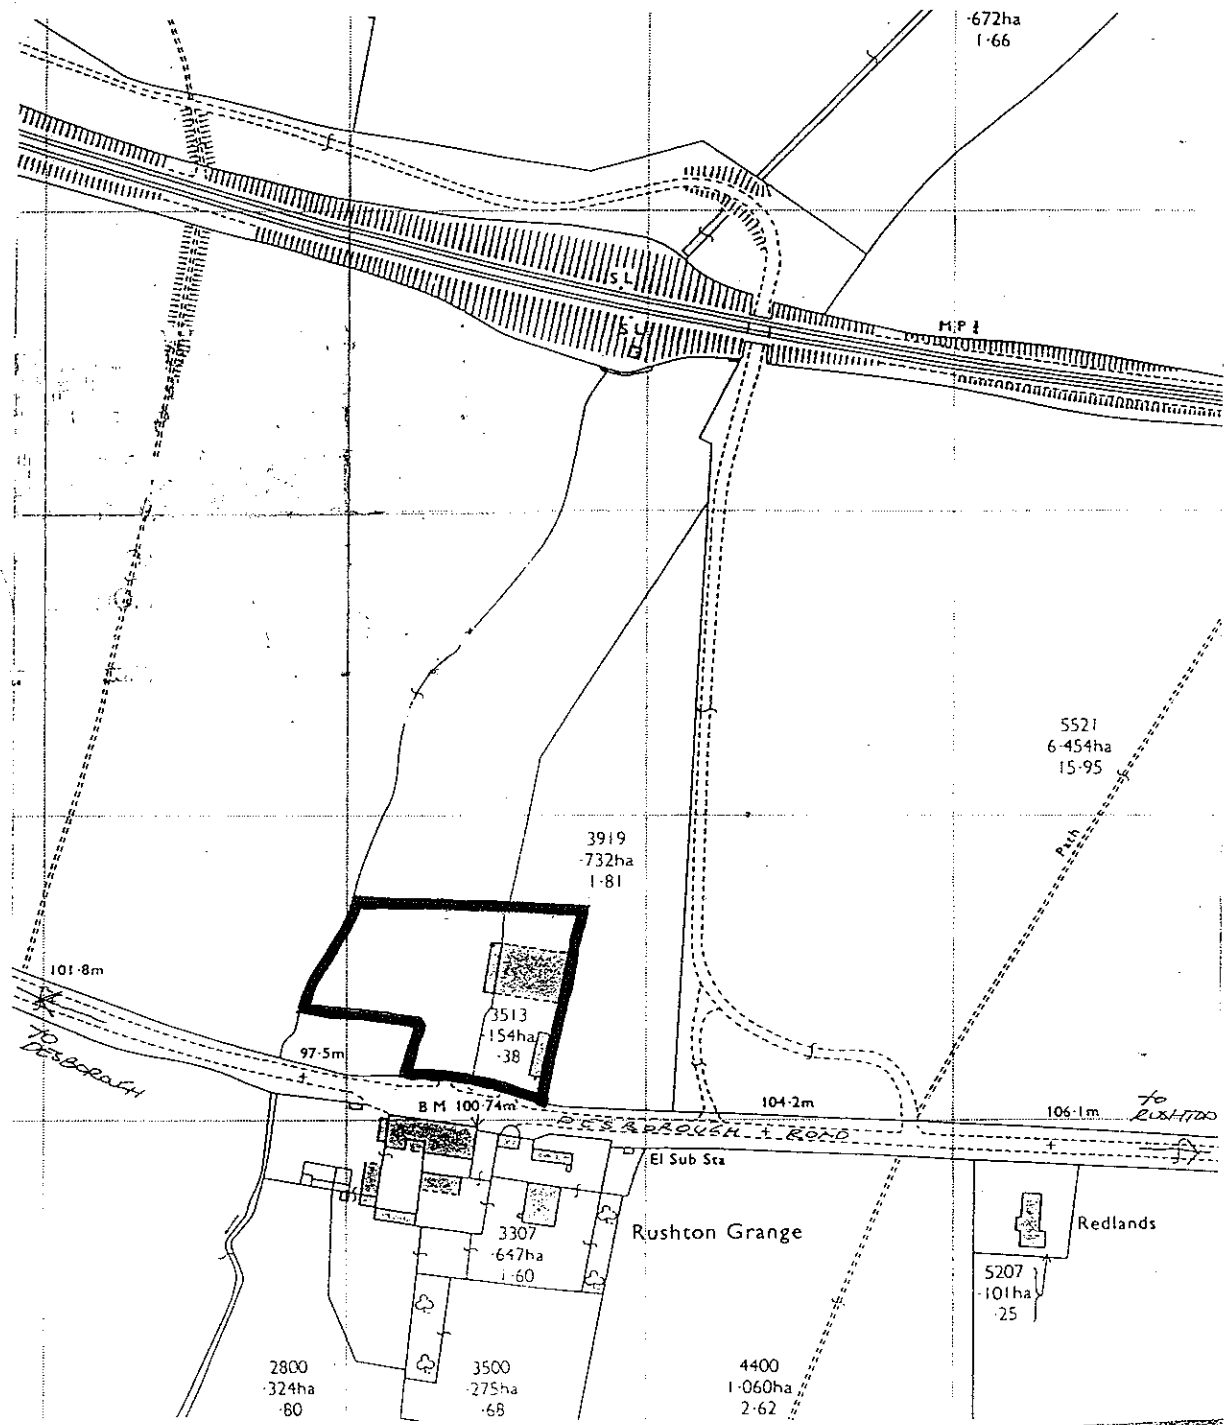 ·672ha
1·66
S L
S L
M P ¾
5521
6·454ha
15·95
Path
3919
·732ha
1·81
101·8m
TO
DESBOROUGH
3513
·154ha
·38
97·5m
B M 100·74m
DESBOROUGH ROAD
104·2m
106·1m
TO
RUSHTON
El Sub Sta
Rushton Grange
Redlands
3307
·647ha
1·60
5207
·101ha
·25
2800
·324ha
·80
3500
·275ha
·68
4400
1·060ha
2·62